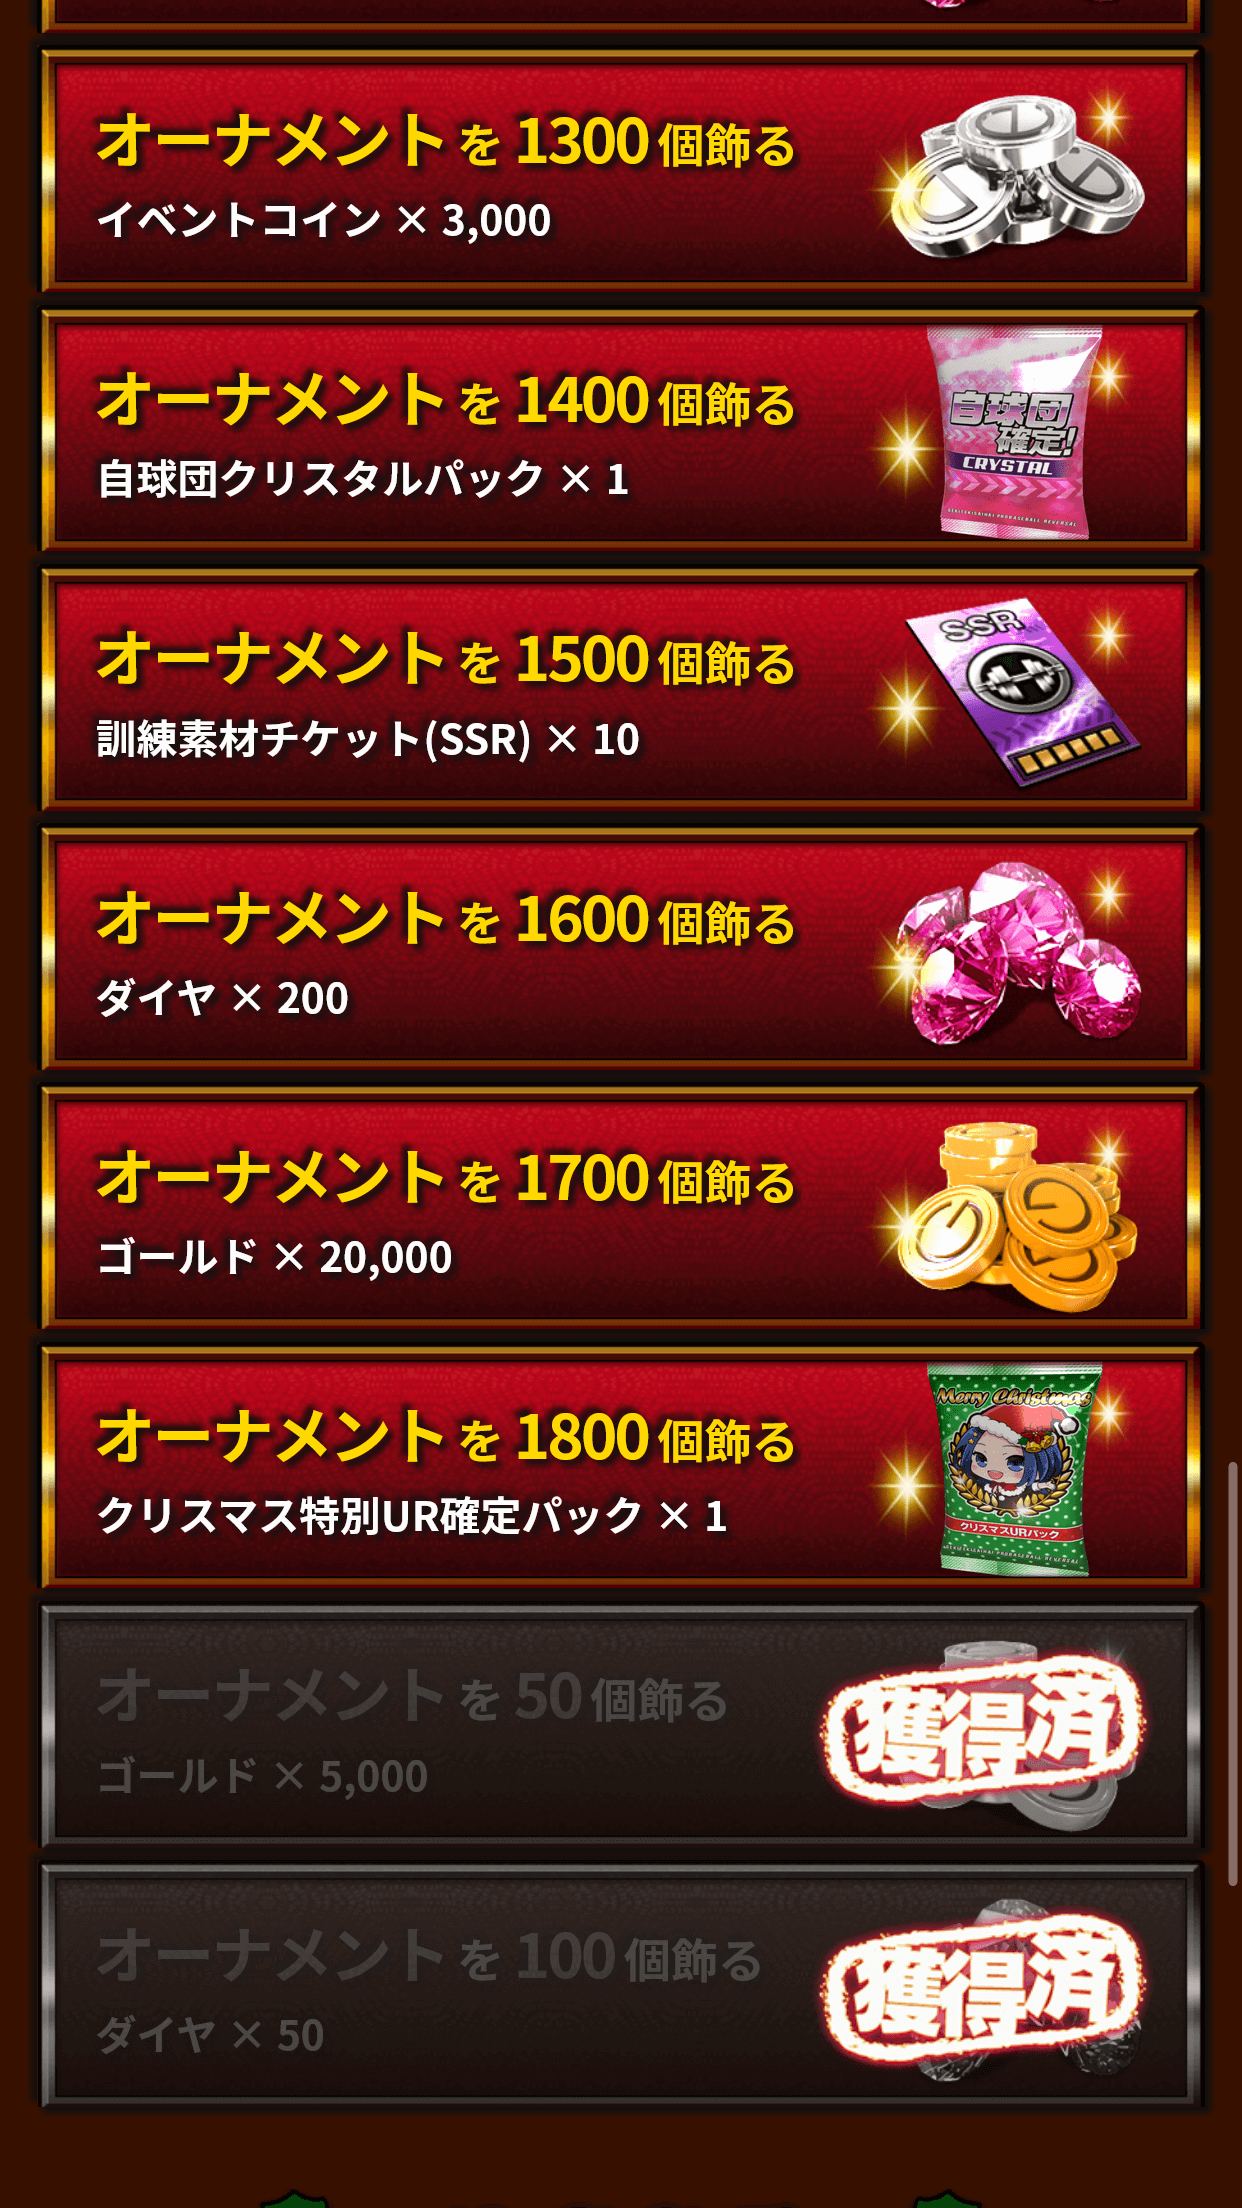 オーナメントを1300個飾る
イベントコイン × 3,000
オーナメントを1400個飾る
自球団クリスタルパック × 1
自球団
確定!
CRYSTAL
オーナメントを1500個飾る
訓練素材チケット(SSR) × 10
SSR
オーナメントを1600個飾る
ダイヤ × 200
オーナメントを1700個飾る
ゴールド × 20,000
オーナメントを1800個飾る
クリスマス特別UR確定パック × 1
Merry Christmas
クリスマスURパック
オーナメントを50個飾る
ゴールド × 5,000
獲得済
オーナメントを100個飾る
ダイヤ × 50
獲得済